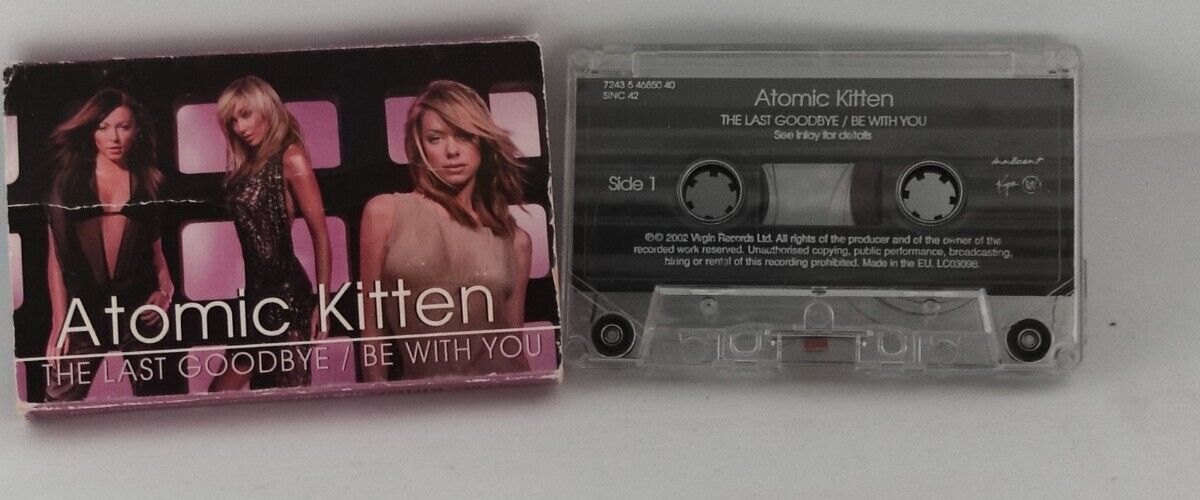 Atomic Kitten
THE LAST GOODBYE / BE WITH YOU
7243 5 46850 40
SINC 42
Atomic Kitten
THE LAST GOODBYE / BE WITH YOU
See inlay for details
Side 1
innocent
Virgin
℗© 2002 Virgin Records Ltd. All rights of the producer and of the owner of the
recorded work reserved. Unauthorised copying, public performance, broadcasting,
hiring or rental of this recording prohibited. Made in the EU. LC03098.